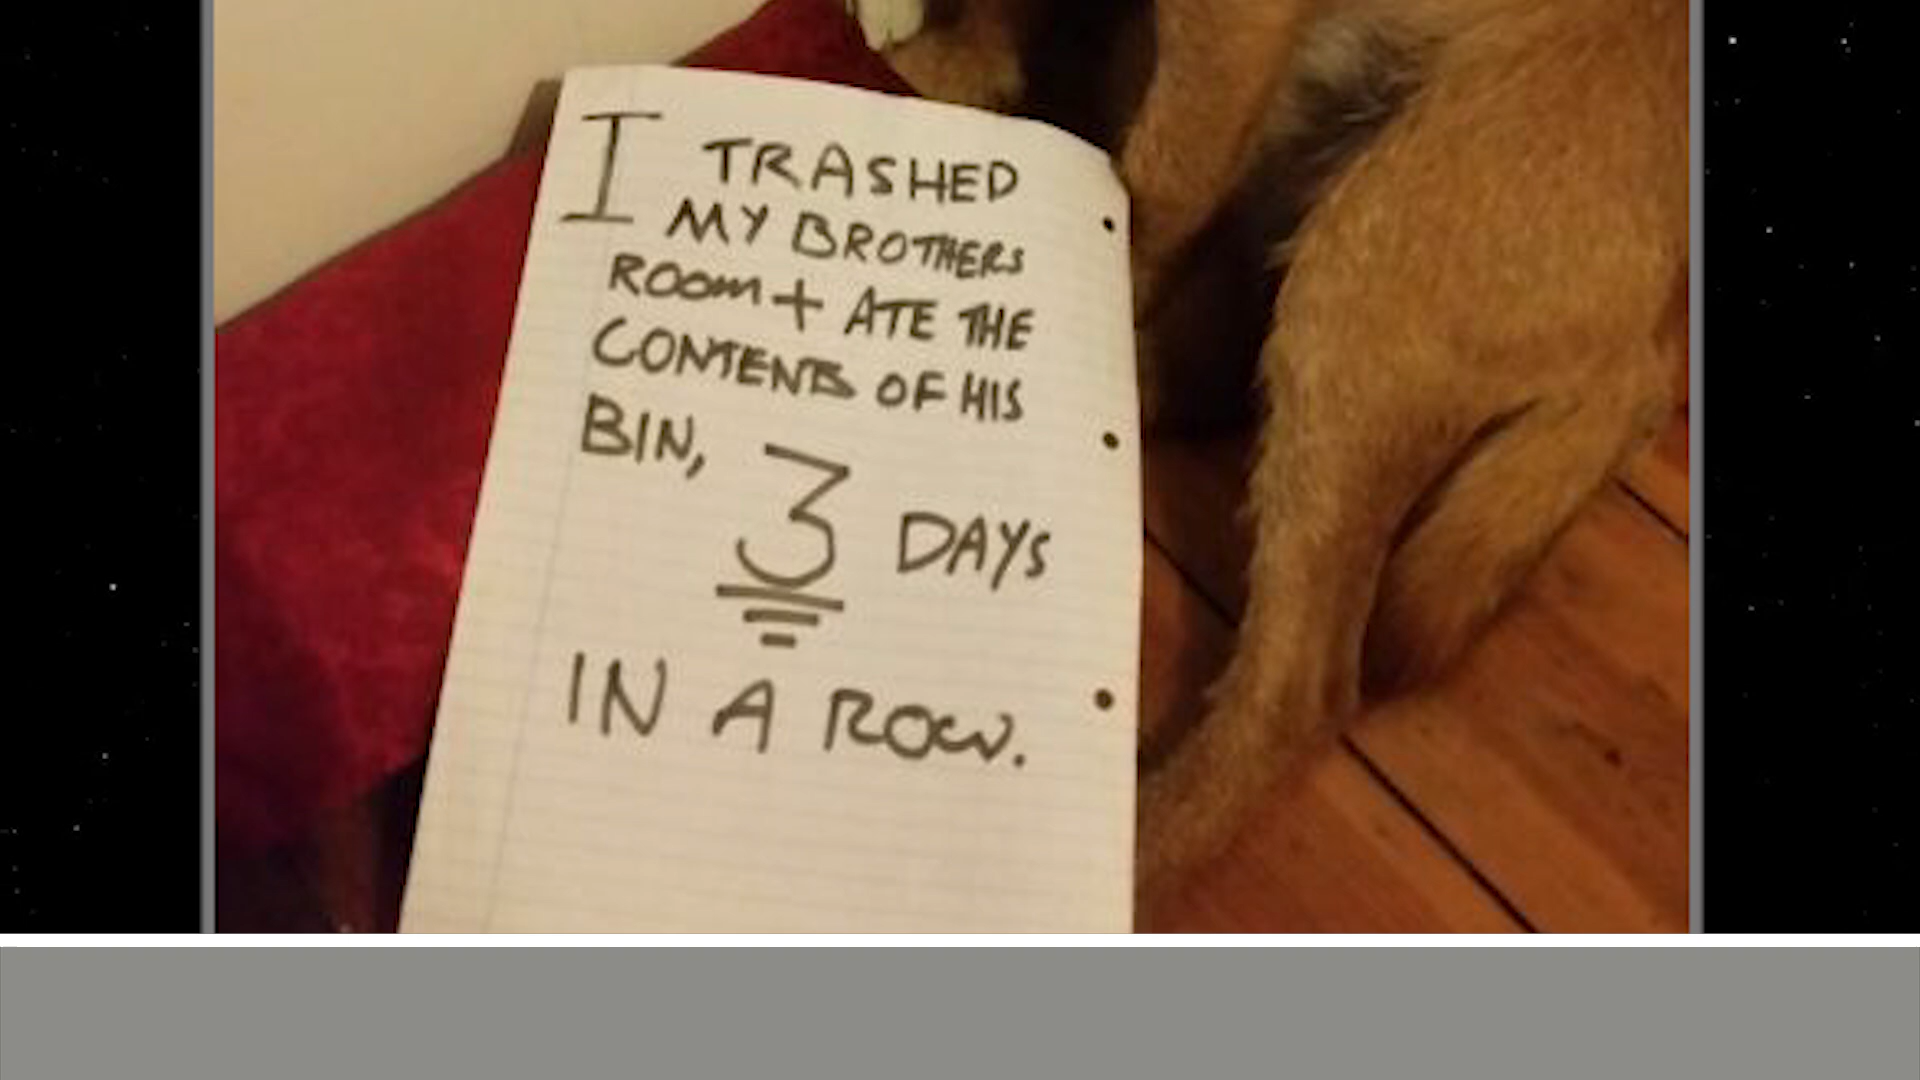 I TRASHED
MY BROTHERS
ROOM + ATE THE
CONTENTS OF HIS
BIN,
3 DAYS
IN A ROW.